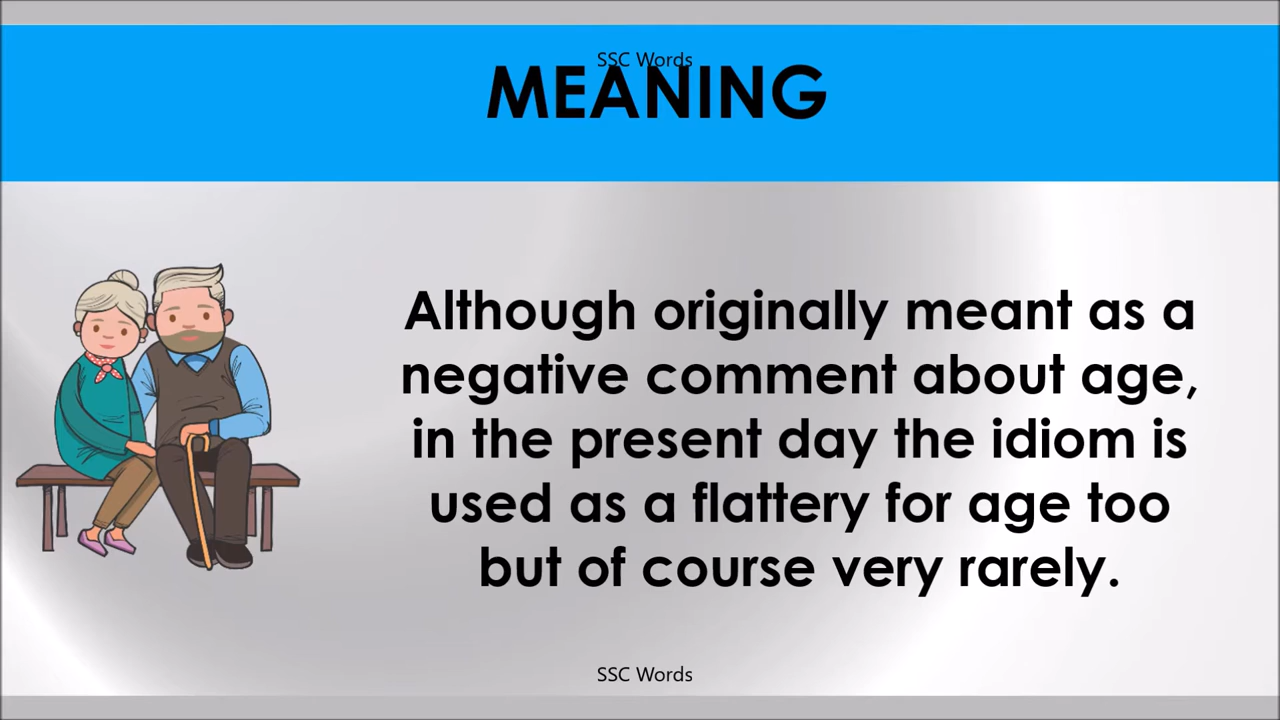 SSC Words
MEANING
Although originally meant as a
negative comment about age,
in the present day the idiom is
used as a flattery for age too
but of course very rarely.
SSC Words